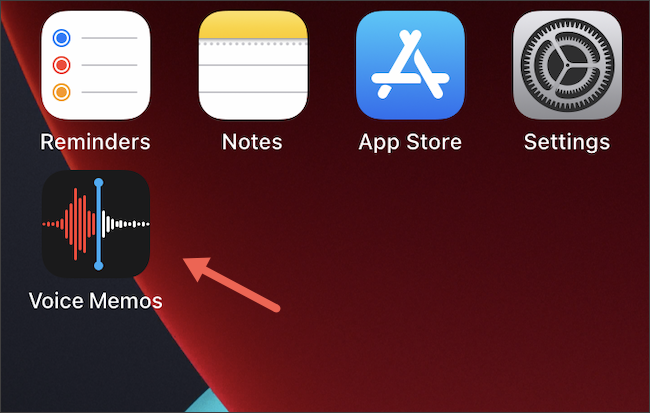 Reminders
Notes
App Store
Settings
Voice Memos